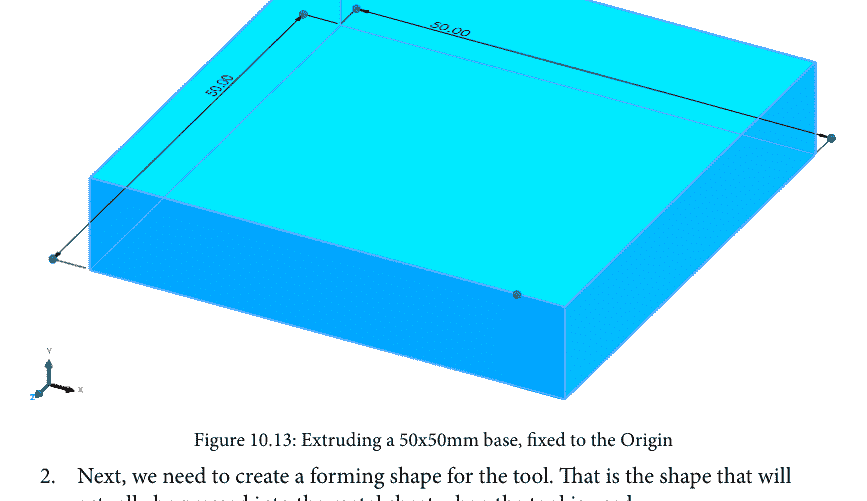 50.00
50.00
Y
X
Z
Figure 10.13: Extruding a 50x50mm base, fixed to the Origin
2. Next, we need to create a forming shape for the tool. That is the shape that will